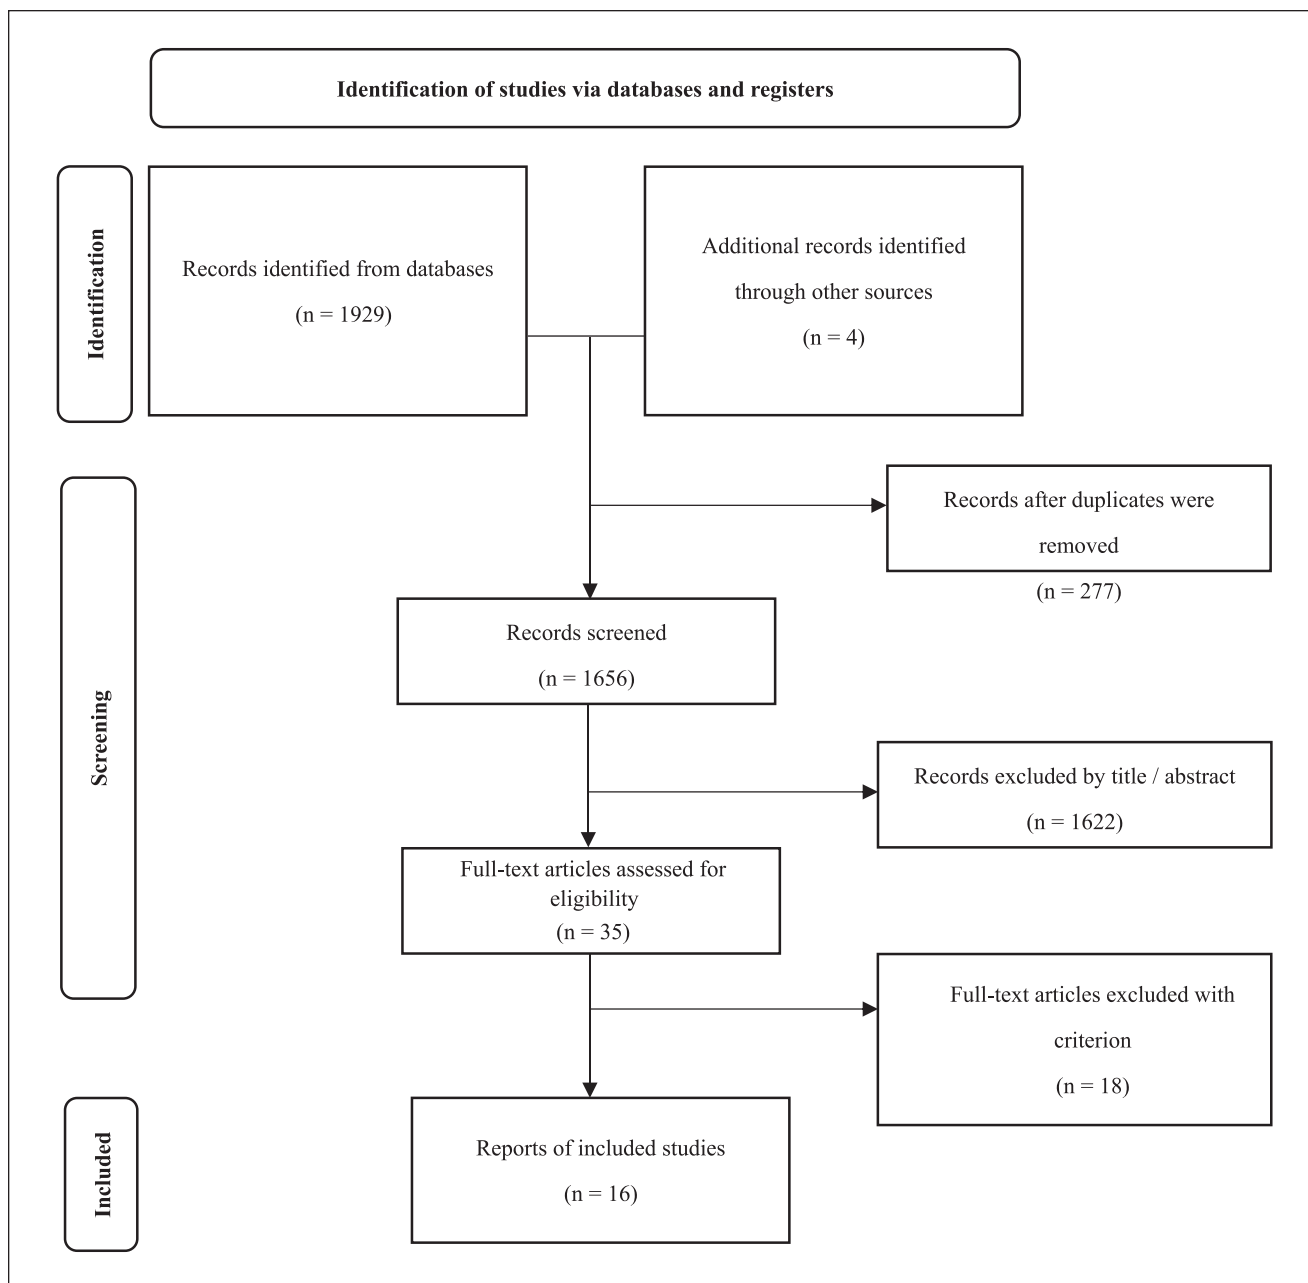 Identification of studies via databases and registers
Identification
Records identified from databases
(n = 1929)
Additional records identified
through other sources
(n = 4)
Screening
Records after duplicates were
removed
(n = 277)
Records screened
(n = 1656)
Records excluded by title / abstract
(n = 1622)
Full-text articles assessed for
eligibility
(n = 35)
Full-text articles excluded with
criterion
(n = 18)
Included
Reports of included studies
(n = 16)